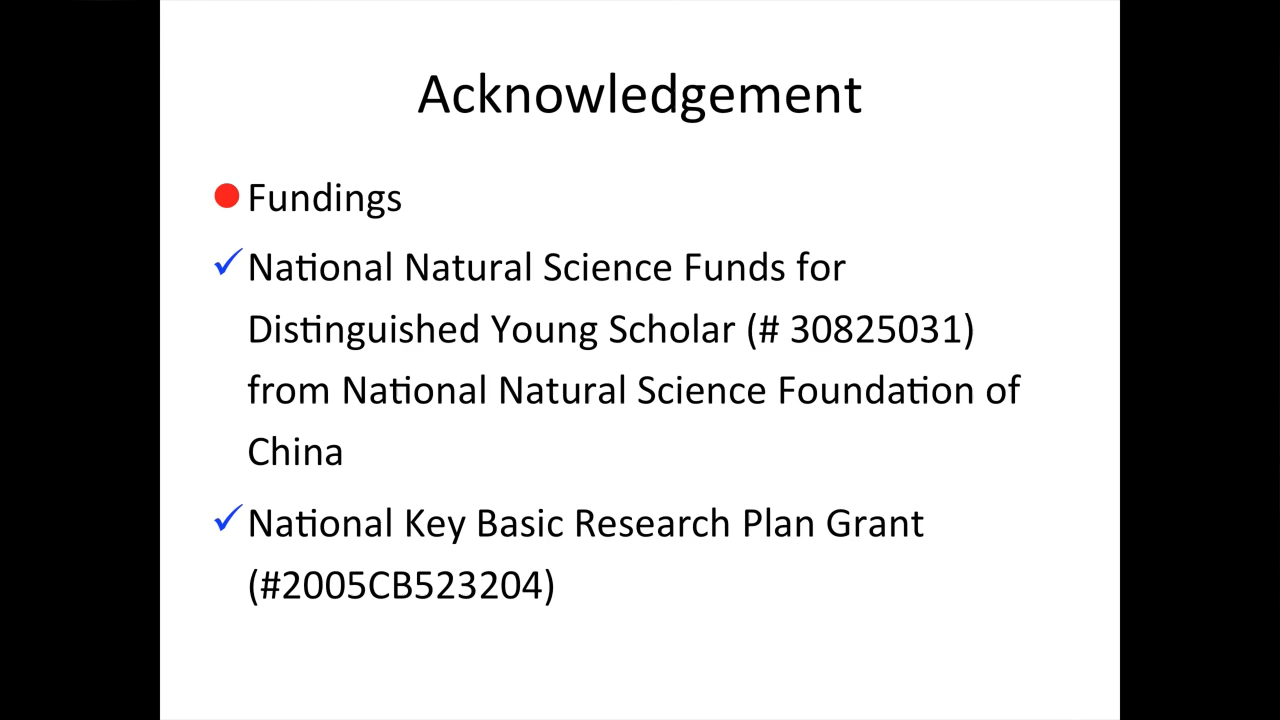 Acknowledgement
Fundings
National Natural Science Funds for
Distinguished Young Scholar (# 30825031)
from National Natural Science Foundation of
China
National Key Basic Research Plan Grant
(#2005CB523204)